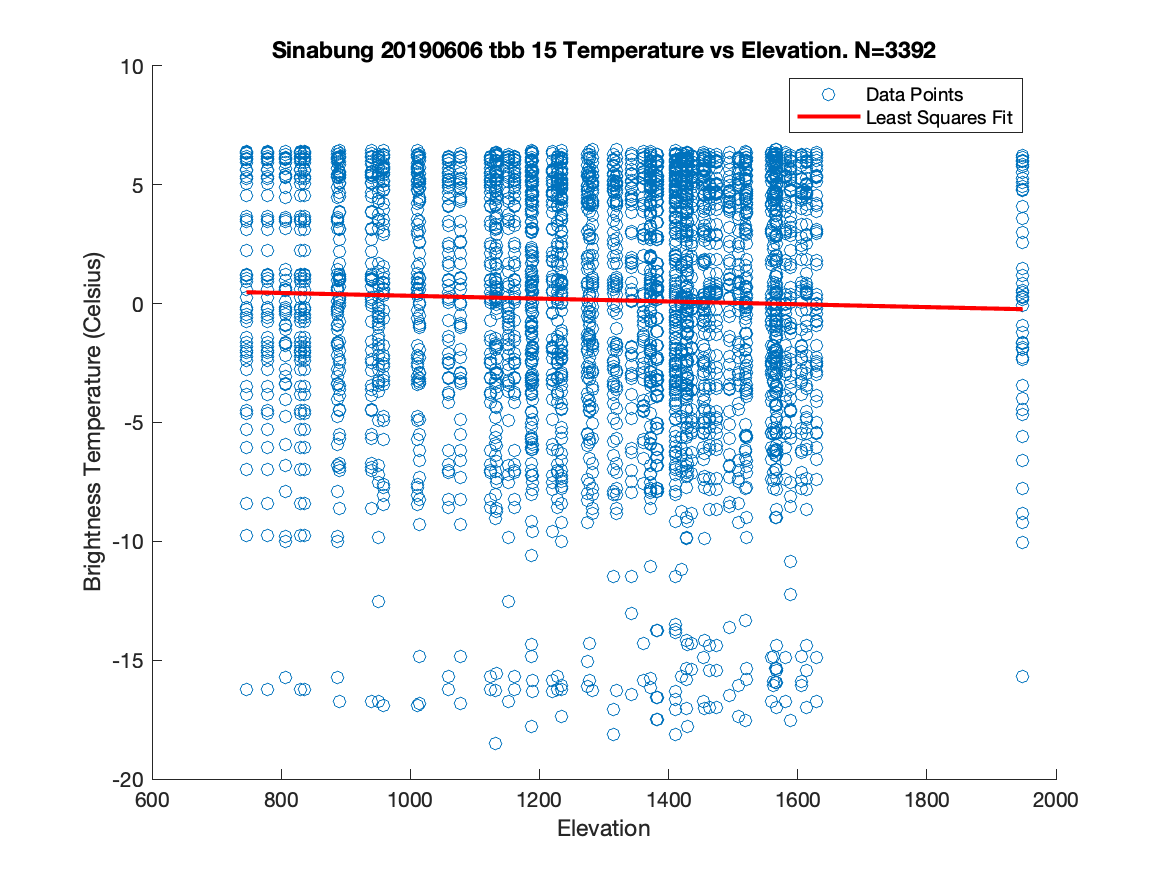 Sinabung 20190606 tbb 15 Temperature vs Elevation. N=3392
Data Points
Least Squares Fit
10
5
0
-5
-10
-15
-20
Brightness Temperature (Celsius)
600 800 1000 1200 1400 1600 1800 2000
Elevation